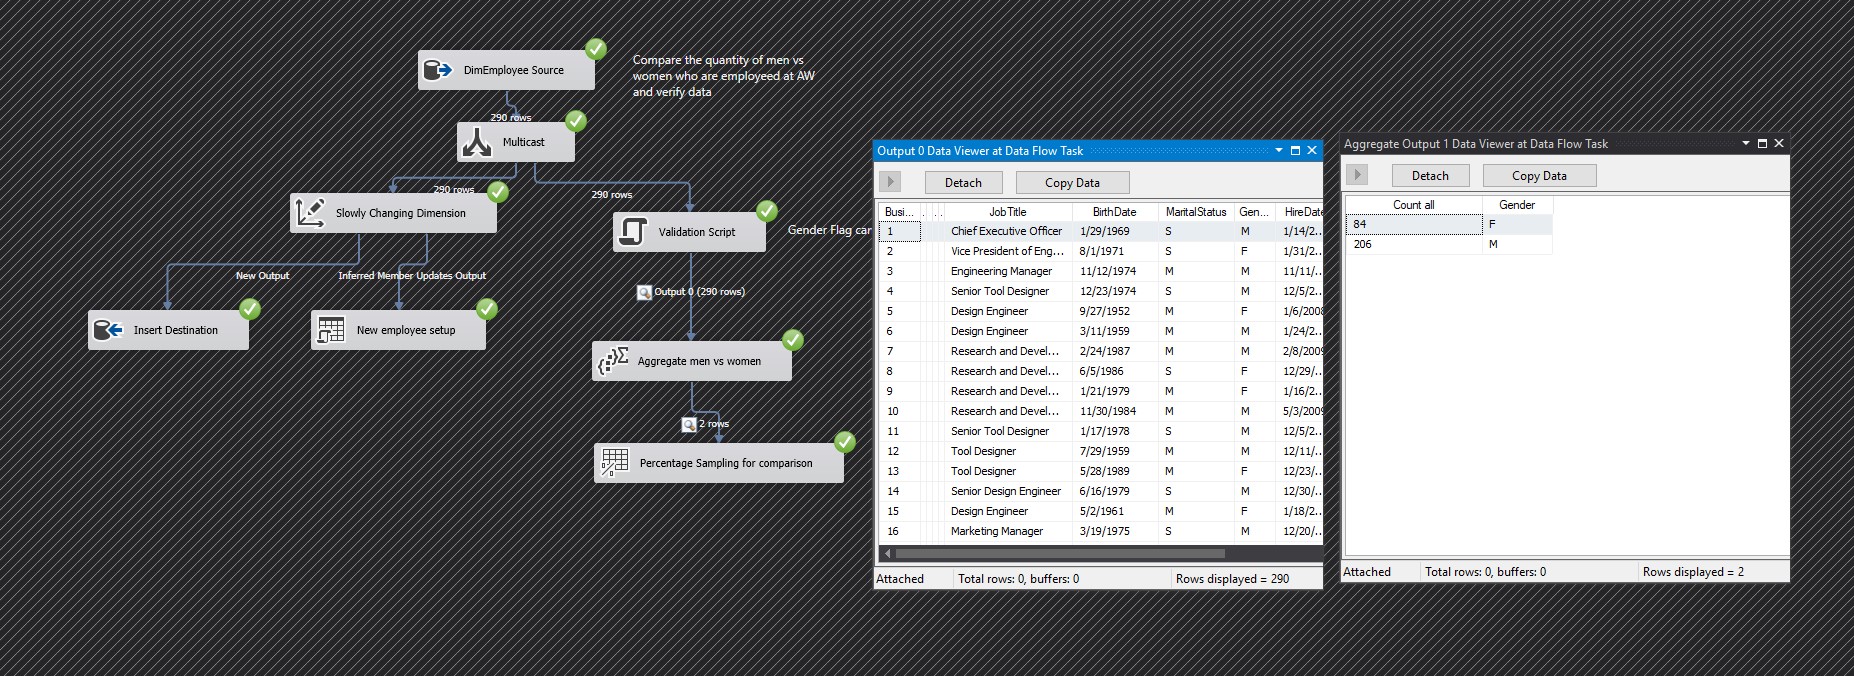 DimEmployee Source
Compare the quantity of men vs
women who are employeed at AW
and verify data
290 rows
Multicast
290 rows
290 rows
Slowly Changing Dimension
Validation Script
Gender Flag car
New Output
Inferred Member Updates Output
Output 0 (290 rows)
Insert Destination
New employee setup
Aggregate men vs women
2 rows
Percentage Sampling for comparison
Output 0 Data Viewer at Data Flow Task
Detach Copy Data
Busi... . . . JobTitle BirthDate MaritalStatus Gen... HireDate
1 Chief Executive Officer 1/29/1969 S M 1/14/2...
2 Vice President of Eng... 8/1/1971 S F 1/31/2...
3 Engineering Manager 11/12/1974 M M 11/11/...
4 Senior Tool Designer 12/23/1974 S M 12/5/2...
5 Design Engineer 9/27/1952 M F 1/6/2008
6 Design Engineer 3/11/1959 M M 1/24/2...
7 Research and Devel... 2/24/1987 M M 2/8/2009
8 Research and Devel... 6/5/1986 S F 12/29/...
9 Research and Devel... 1/21/1979 M F 1/16/2...
10 Research and Devel... 11/30/1984 M M 5/3/2009
11 Senior Tool Designer 1/17/1978 S M 12/5/2...
12 Tool Designer 7/29/1959 M M 12/11/...
13 Tool Designer 5/28/1989 M F 12/23/...
14 Senior Design Engineer 6/16/1979 S M 12/30/...
15 Design Engineer 5/2/1961 M F 1/18/2...
16 Marketing Manager 3/19/1975 S M 12/20/...
Attached Total rows: 0, buffers: 0 Rows displayed = 290
Aggregate Output 1 Data Viewer at Data Flow Task
Detach Copy Data
Count all Gender
84 F
206 M
Attached Total rows: 0, buffers: 0 Rows displayed = 2